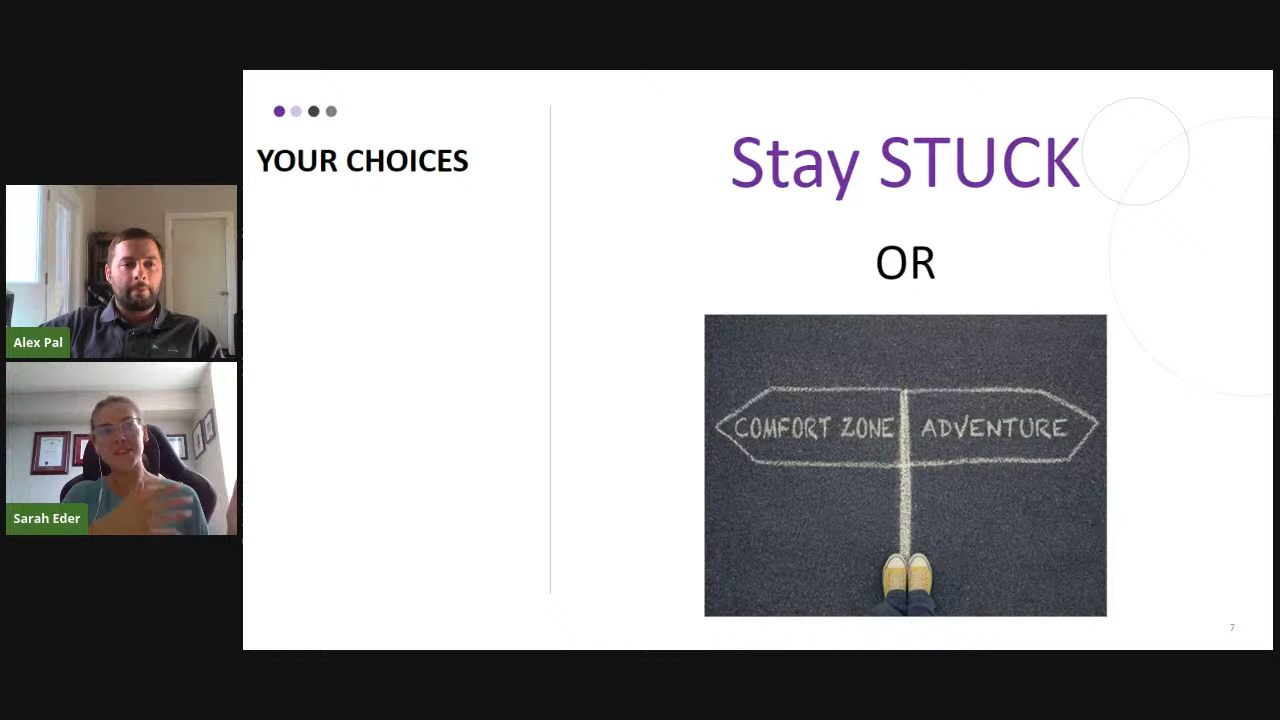 YOUR CHOICES
Stay STUCK
OR
COMFORT ZONE
ADVENTURE
Alex Pal
Sarah Eder
7